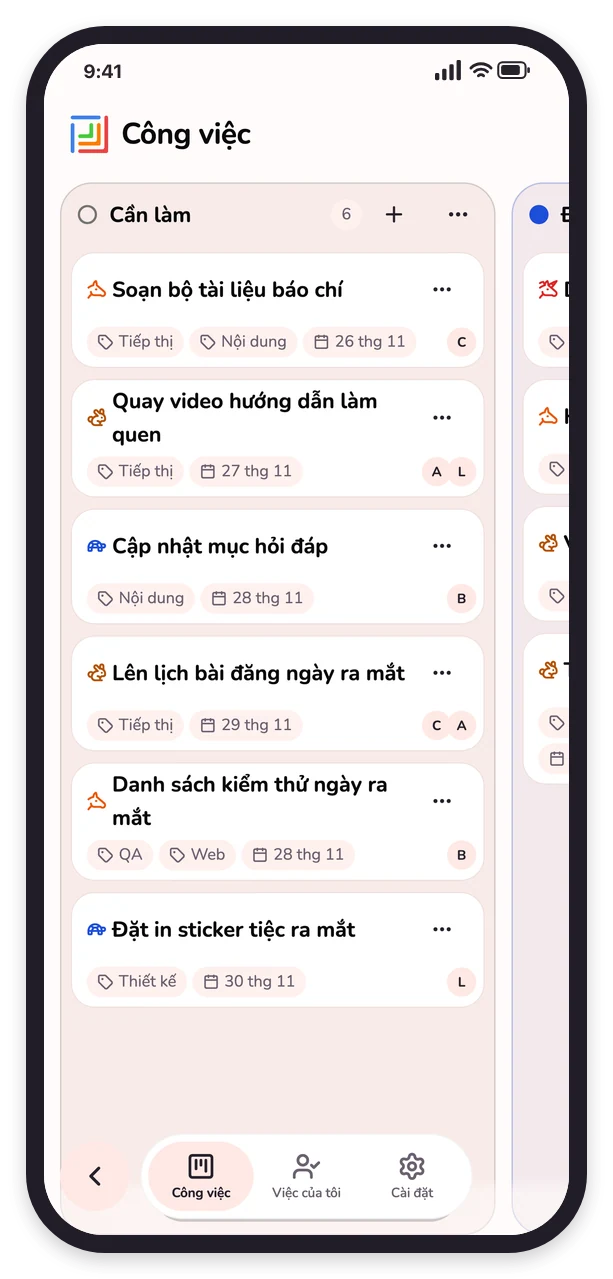 9:41
Công việc
Cần làm
6
Soạn bộ tài liệu báo chí
Tiếp thị
Nội dung
26 thg 11
C
Quay video hướng dẫn làm
quen
Tiếp thị
27 thg 11
A
L
Cập nhật mục hỏi đáp
Nội dung
28 thg 11
B
Lên lịch bài đăng ngày ra mắt
Tiếp thị
29 thg 11
C
A
Danh sách kiểm thử ngày ra
mắt
QA
Web
28 thg 11
B
Đặt in sticker tiệc ra mắt
Thiết kế
30 thg 11
L
Công việc
Việc của tôi
Cài đặt